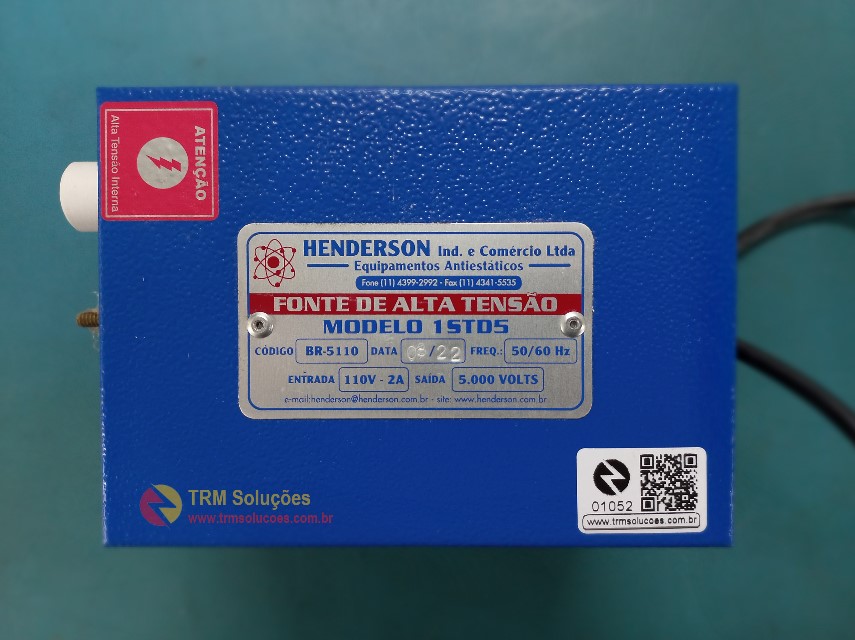 ATENÇÃO
Alta Tensão Interna
HENDERSON Ind. e Comércio Ltda
Equipamentos Antiestáticos
Fone (11) 4399-2992 - Fax (11) 4341-5535
FONTE DE ALTA TENSÃO
MODELO 1STD5
CÓDIGO BR-5110 DATA 08/22 FREQ.: 50/60 Hz
ENTRADA 110V - 2A SAÍDA 5.000 VOLTS
e-mail:henderson@henderson.com.br - site: www.henderson.com.br
TRM Soluções
www.trmsolucoes.com.br
01052
www.trmsolucoes.com.br